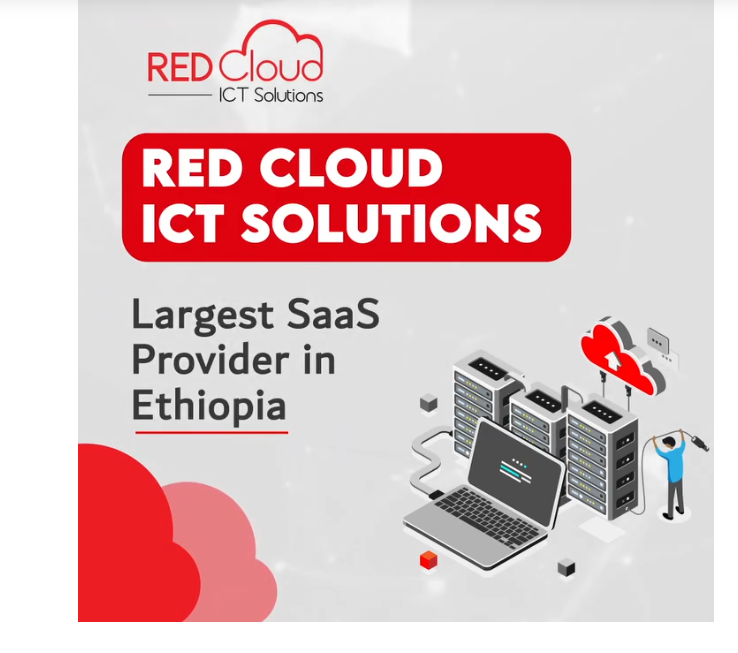 RED Cloud
ICT Solutions
RED CLOUD
ICT SOLUTIONS
Largest SaaS
Provider in
Ethiopia